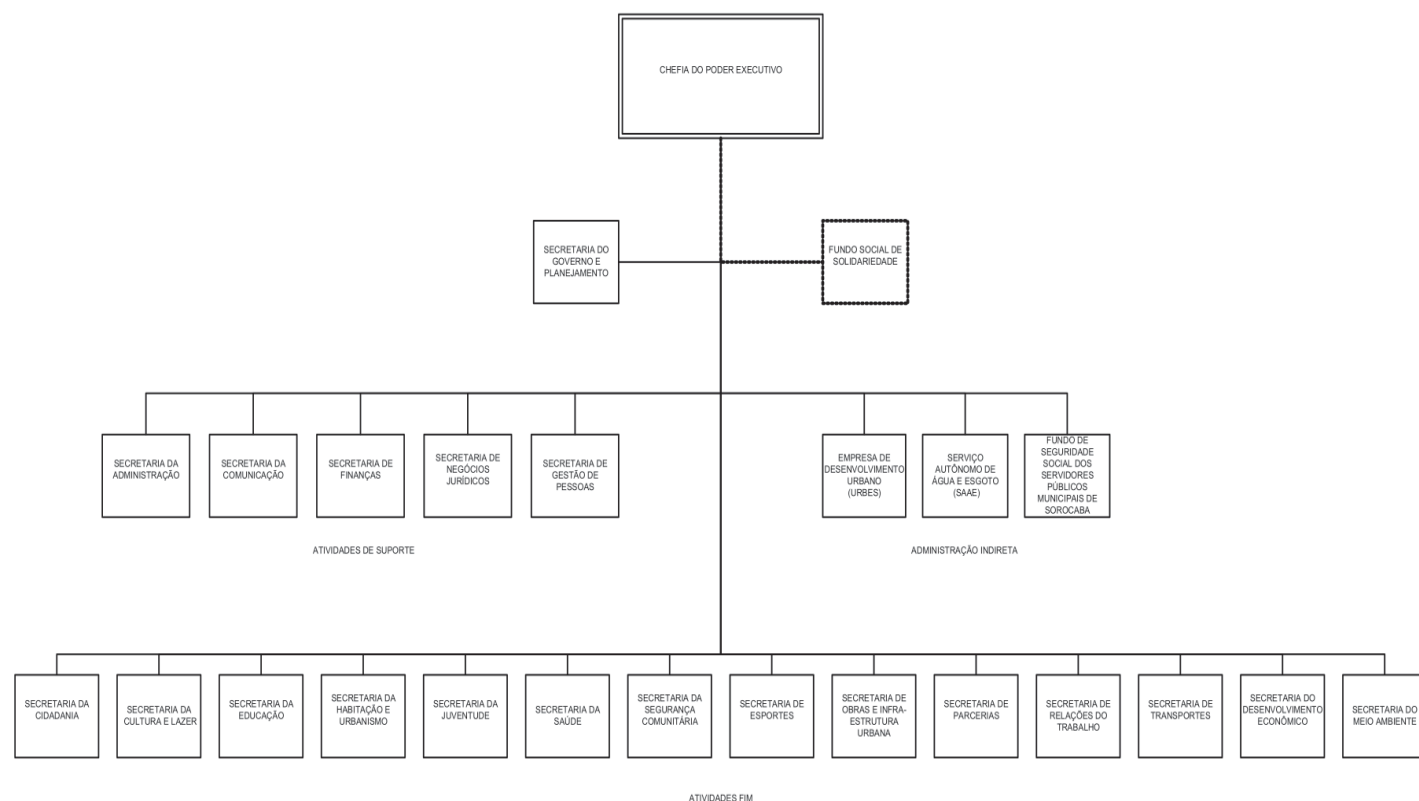 CHEFIA DO PODER EXECUTIVO
SECRETARIA DO
GOVERNO E
PLANEJAMENTO
FUNDO SOCIAL DE
SOLIDARIEDADE
SECRETARIA DA
ADMINISTRAÇÃO
SECRETARIA DA
COMUNICAÇÃO
SECRETARIA DE
FINANÇAS
SECRETARIA DE
NEGÓCIOS
JURÍDICOS
SECRETARIA DE
GESTÃO DE
PESSOAS
EMPRESA DE
DESENVOLVIMENTO
URBANO
(URBES)
SERVIÇO
AUTÔNOMO DE
ÁGUA E ESGOTO
(SAAE)
FUNDO DE
SEGURIDADE
SOCIAL DOS
SERVIDORES
PÚBLICOS
MUNICIPAIS DE
SOROCABA
ATIVIDADES DE SUPORTE
ADMINISTRAÇÃO INDIRETA
SECRETARIA DA
CIDADANIA
SECRETARIA DA
CULTURA E LAZER
SECRETARIA DA
EDUCAÇÃO
SECRETARIA DA
HABITAÇÃO E
URBANISMO
SECRETARIA DA
JUVENTUDE
SECRETARIA DA
SAÚDE
SECRETARIA DA
SEGURANÇA
COMUNITÁRIA
SECRETARIA DE
ESPORTES
SECRETARIA DE
OBRAS E INFRA-
ESTRUTURA
URBANA
SECRETARIA DE
PARCERIAS
SECRETARIA DE
RELAÇÕES DO
TRABALHO
SECRETARIA DE
TRANSPORTES
SECRETARIA DO
DESENVOLVIMENTO
ECONÔMICO
SECRETARIA DO
MEIO AMBIENTE
ATIVIDADES FIM